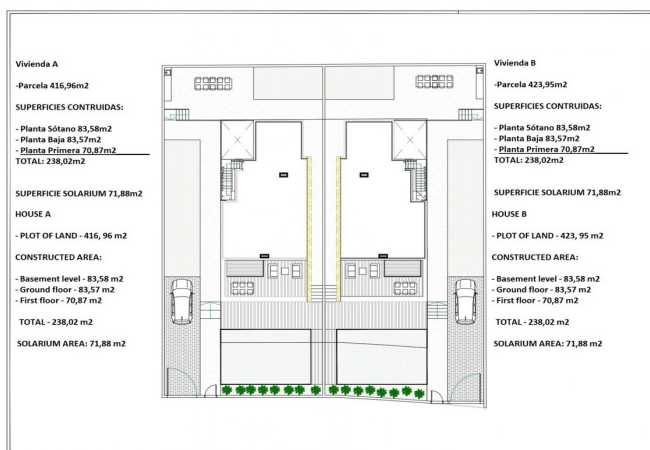 Vivienda A
-Parcela 416,96m2
SUPERFICIES CONTRUIDAS:
- Planta Sótano 83,58m2
- Planta Baja 83,57m2
- Planta Primera 70,87m2
TOTAL: 238,02m2
SUPERFICIE SOLARIUM 71,88m2
HOUSE A
- PLOT OF LAND - 416, 96 m2
CONSTRUCTED AREA:
- Basement level - 83,58 m2
- Ground floor - 83,57 m2
- First floor - 70,87 m2
TOTAL - 238,02 m2
SOLARIUM AREA: 71,88 m2
Vivienda B
-Parcela 423,95m2
SUPERFICIES CONTRUIDAS:
- Planta Sótano 83,58m2
- Planta Baja 83,57m2
- Planta Primera 70,87m2
TOTAL: 238,02m2
SUPERFICIE SOLARIUM 71,88m2
HOUSE B
- PLOT OF LAND - 423, 95 m2
CONSTRUCTED AREA:
- Basement level - 83,58 m2
- Ground floor - 83,57 m2
- First floor - 70,87 m2
TOTAL - 238,02 m2
SOLARIUM AREA: 71,88 m2